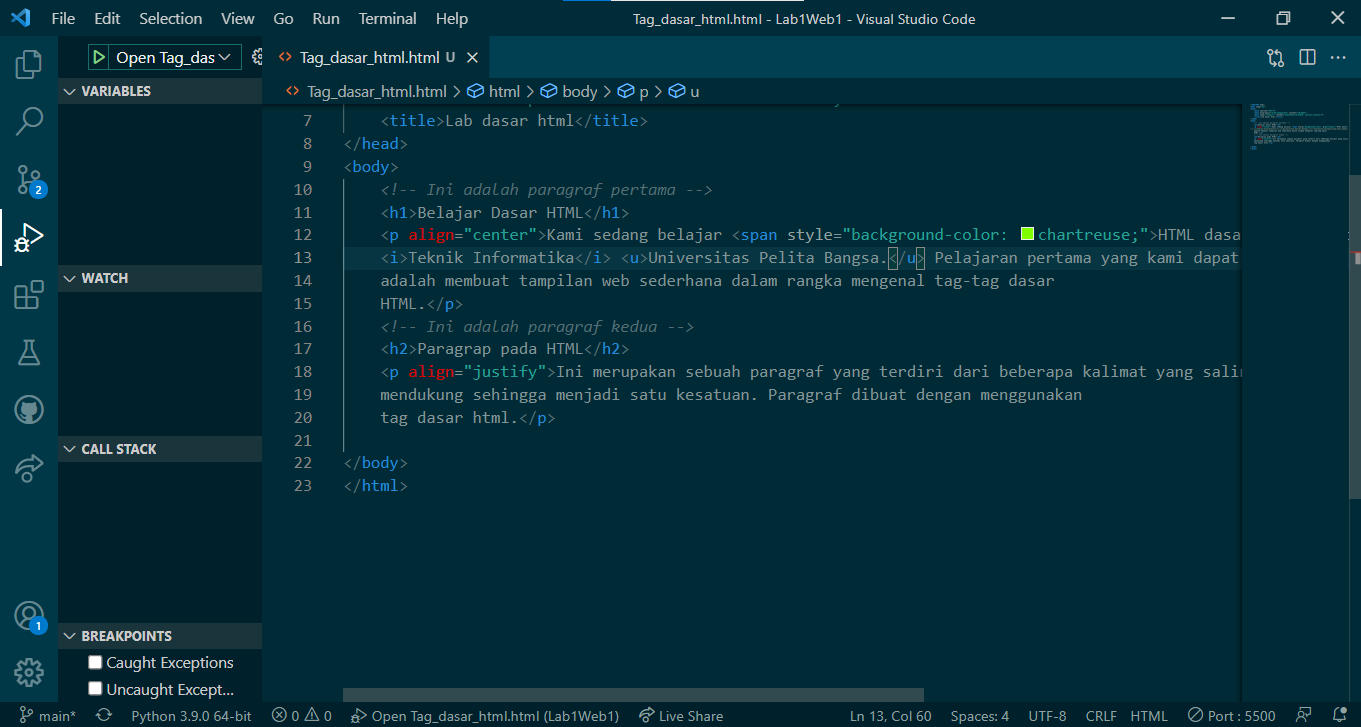 File Edit Selection View Go Run Terminal Help Tag_dasar_html.html - Lab1Web1 - Visual Studio Code
Open Tag_das
Tag_dasar_html.html U
VARIABLES
Tag_dasar_html.html > html > body > p > u
7 <title>Lab dasar html</title>
8 </head>
9 <body>
10 <!-- Ini adalah paragraf pertama -->
11 <h1>Belajar Dasar HTML</h1>
12 <p align="center">Kami sedang belajar <span style="background-color: chartreuse;">HTML dasa
13 <i>Teknik Informatika</i> <u>Universitas Pelita Bangsa.</u> Pelajaran pertama yang kami dapat
14 adalah membuat tampilan web sederhana dalam rangka mengenal tag-tag dasar
15 HTML.</p>
16 <!-- Ini adalah paragraf kedua -->
17 <h2>Paragrap pada HTML</h2>
18 <p align="justify">Ini merupakan sebuah paragraf yang terdiri dari beberapa kalimat yang salin
19 mendukung sehingga menjadi satu kesatuan. Paragraf dibuat dengan menggunakan
20 tag dasar html.</p>
21
22 </body>
23 </html>
2
WATCH
CALL STACK
1
BREAKPOINTS
Caught Exceptions
Uncaught Except...
main* Python 3.9.0 64-bit 0 0 Open Tag_dasar_html.html (Lab1Web1) Live Share Ln 13, Col 60 Spaces: 4 UTF-8 CRLF HTML Port : 5500